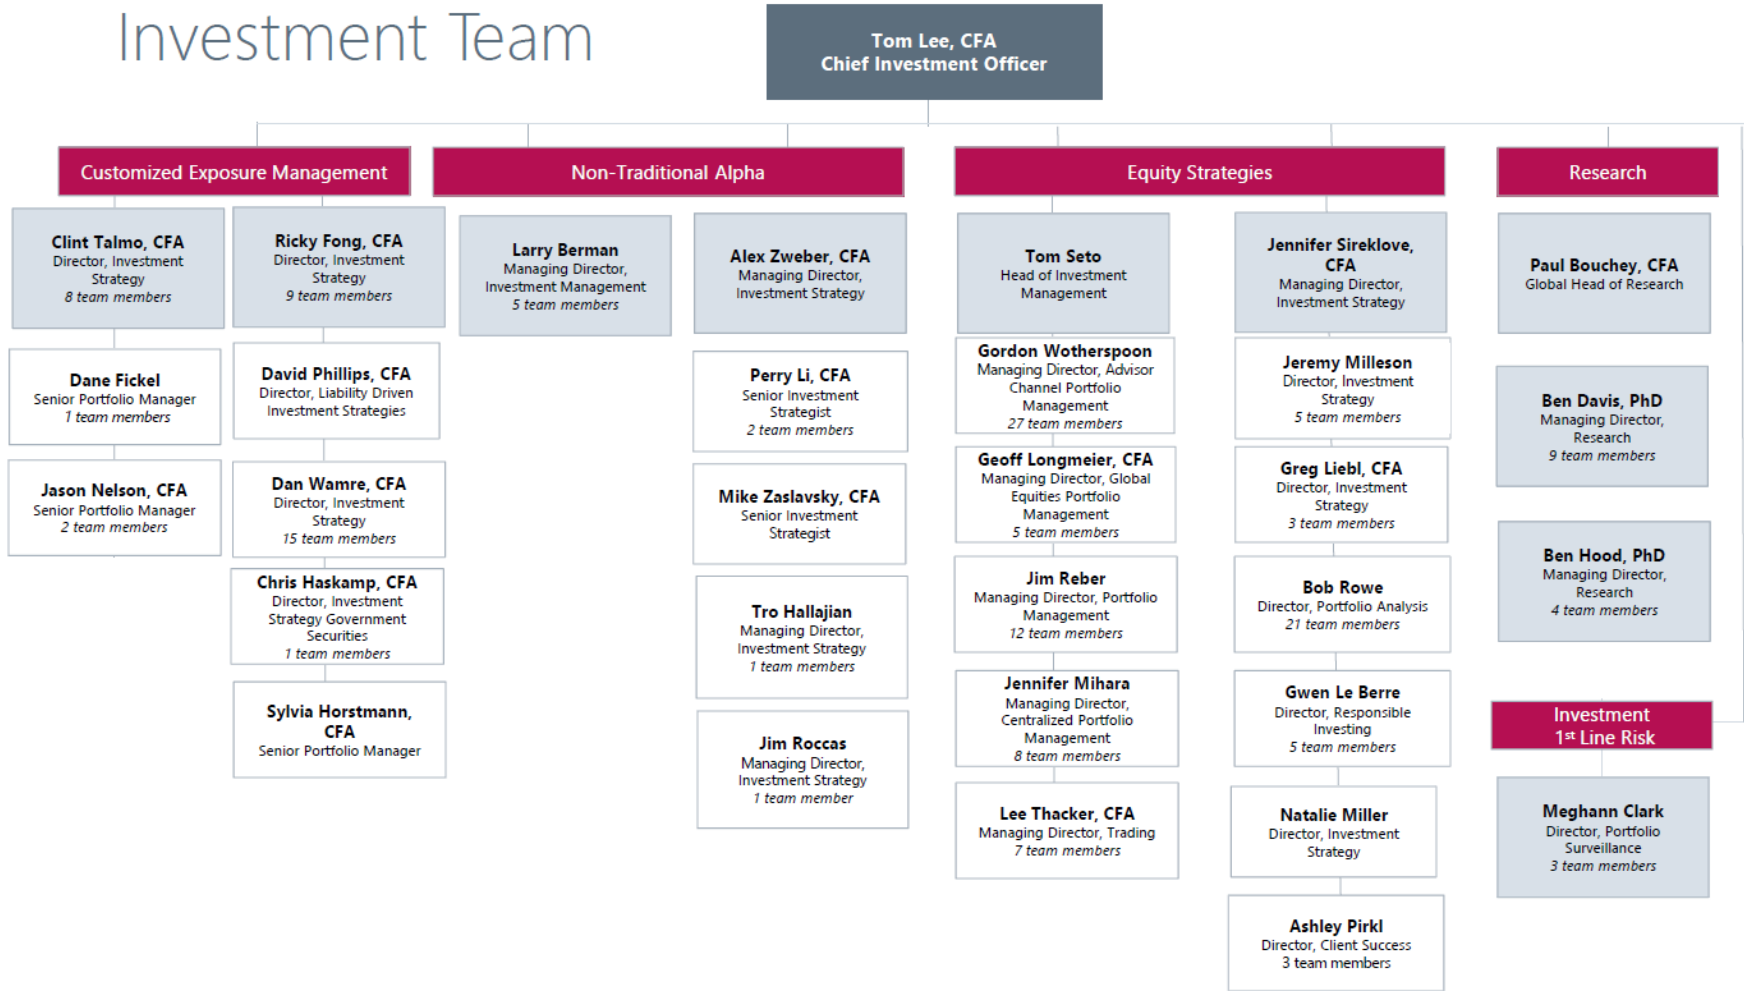 Investment Team
Tom Lee, CFA
Chief Investment Officer
Customized Exposure Management
Clint Talmo, CFA
Director, Investment
Strategy
8 team members
Dane Fickel
Senior Portfolio Manager
1 team members
Jason Nelson, CFA
Senior Portfolio Manager
2 team members
Ricky Fong, CFA
Director, Investment
Strategy
9 team members
David Phillips, CFA
Director, Liability Driven
Investment Strategies
Dan Wamre, CFA
Director, Investment
Strategy
15 team members
Chris Haskamp, CFA
Director, Investment
Strategy Government
Securities
1 team members
Sylvia Horstmann,
CFA
Senior Portfolio Manager
Non-Traditional Alpha
Larry Berman
Managing Director,
Investment Management
5 team members
Alex Zweber, CFA
Managing Director,
Investment Strategy
Perry Li, CFA
Senior Investment
Strategist
2 team members
Mike Zaslavsky, CFA
Senior Investment
Strategist
Tro Hallajian
Managing Director,
Investment Strategy
1 team members
Jim Roccas
Managing Director,
Investment Strategy
1 team member
Equity Strategies
Tom Seto
Head of Investment
Management
Gordon Wotherspoon
Managing Director, Advisor
Channel Portfolio
Management
27 team members
Geoff Longmeier, CFA
Managing Director, Global
Equities Portfolio
Management
5 team members
Jim Reber
Managing Director, Portfolio
Management
12 team members
Jennifer Mihara
Managing Director,
Centralized Portfolio
Management
8 team members
Lee Thacker, CFA
Managing Director, Trading
7 team members
Jennifer Sireklove,
CFA
Managing Director,
Investment Strategy
Jeremy Milleson
Director, Investment
Strategy
5 team members
Greg Liebl, CFA
Director, Investment
Strategy
3 team members
Bob Rowe
Director, Portfolio Analysis
21 team members
Gwen Le Berre
Director, Responsible
Investing
5 team members
Natalie Miller
Director, Investment
Strategy
Ashley Pirkl
Director, Client Success
3 team members
Research
Paul Bouchey, CFA
Global Head of Research
Ben Davis, PhD
Managing Director,
Research
9 team members
Ben Hood, PhD
Managing Director,
Research
4 team members
Investment
1st Line Risk
Meghann Clark
Director, Portfolio
Surveillance
3 team members